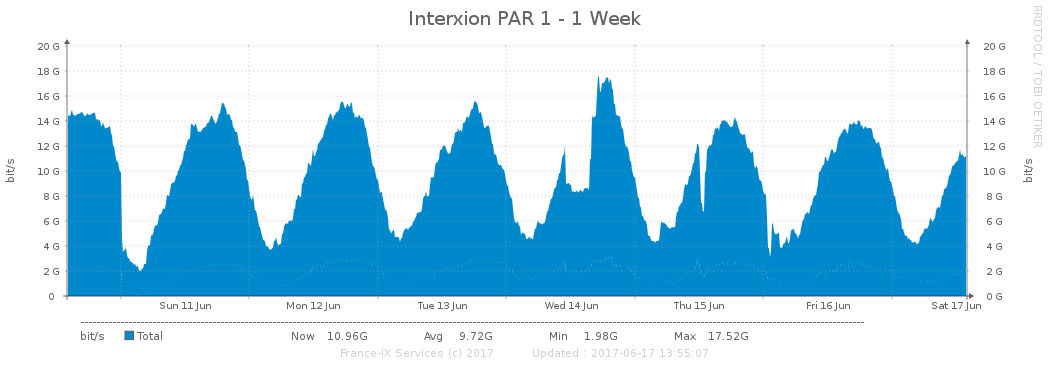 Interxion PAR 1 - 1 Week
RRDTOOL / TOBI OETIKER
bit/s
bit/s
20 G
18 G
16 G
14 G
12 G
10 G
8 G
6 G
4 G
2 G
0
20 G
18 G
16 G
14 G
12 G
10 G
8 G
6 G
4 G
2 G
0 G
Sun 11 Jun Mon 12 Jun Tue 13 Jun Wed 14 Jun Thu 15 Jun Fri 16 Jun Sat 17 Jun
bit/s Total Now 10.96G Avg 9.72G Min 1.98G Max 17.52G
France-IX Services (c) 2017 Updated : 2017-06-17 13:55:07